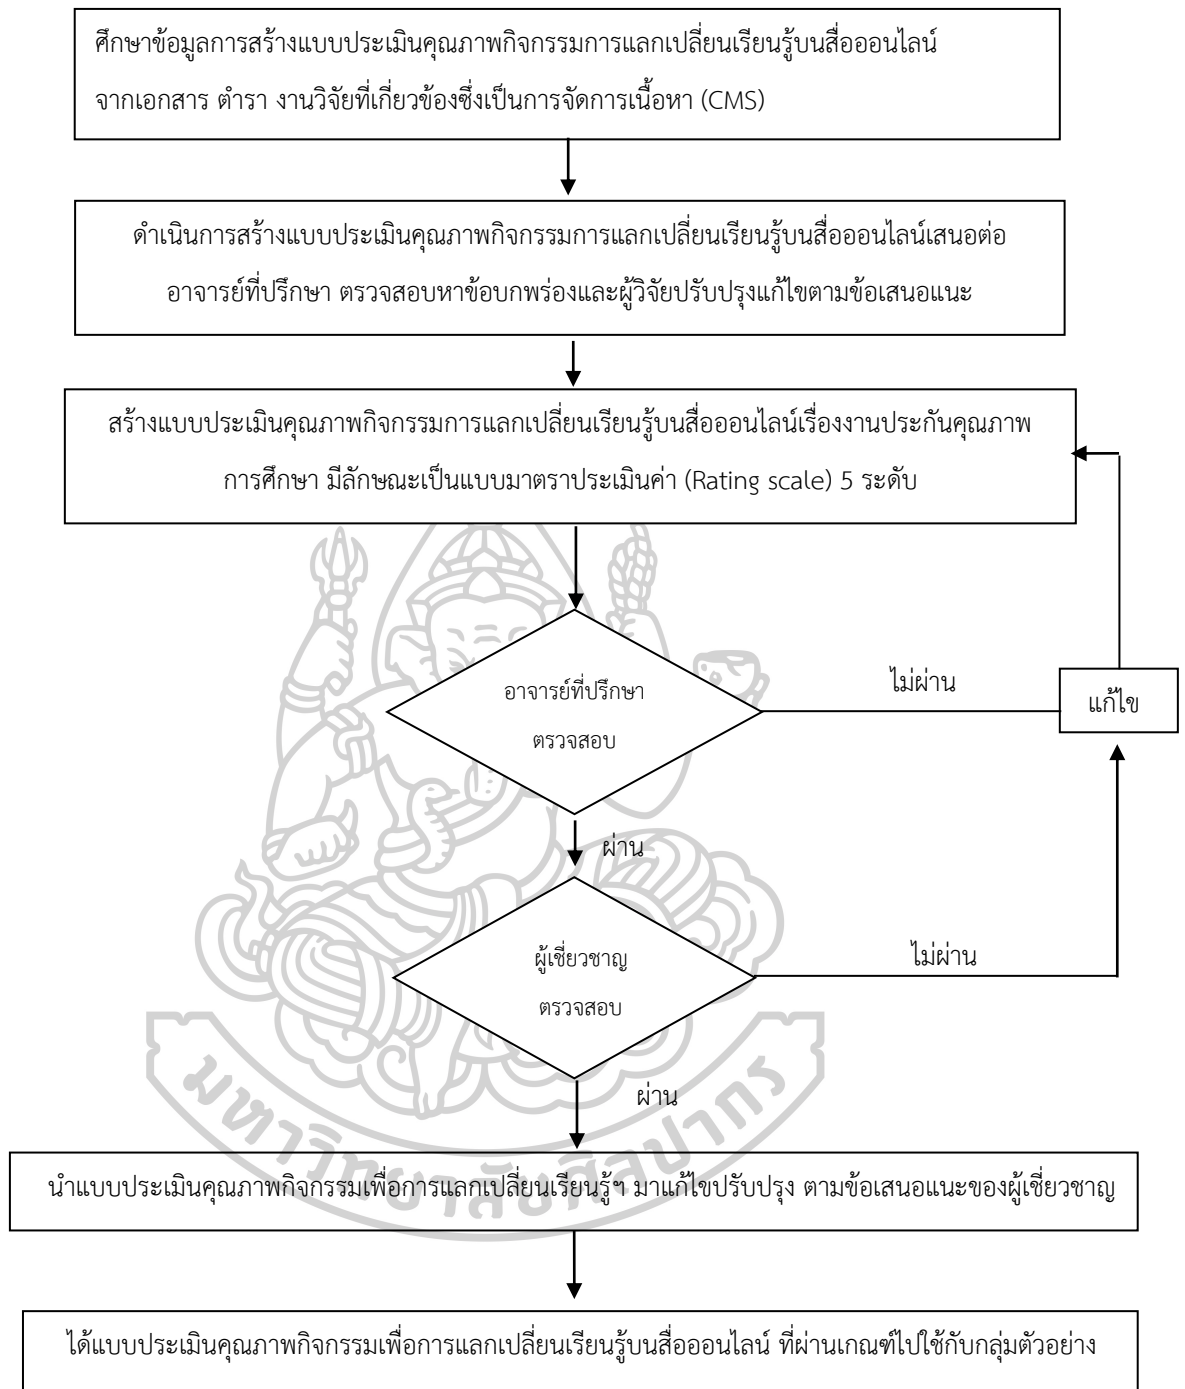 ศึกษาข้อมูลการสร้างแบบประเมินคุณภาพกิจกรรมการแลกเปลี่ยนเรียนรู้บนสื่อออนไลน์
จากเอกสาร ตำรา งานวิจัยที่เกี่ยวข้องซึ่งเป็นการจัดการเนื้อหา (CMS)
ดำเนินการสร้างแบบประเมินคุณภาพกิจกรรมการแลกเปลี่ยนเรียนรู้บนสื่อออนไลน์เสนอต่อ
อาจารย์ที่ปรึกษา ตรวจสอบหาข้อบกพร่องและผู้วิจัยปรับปรุงแก้ไขตามข้อเสนอแนะ
สร้างแบบประเมินคุณภาพกิจกรรมการแลกเปลี่ยนเรียนรู้บนสื่อออนไลน์เรื่องงานประกันคุณภาพ
การศึกษา มีลักษณะเป็นแบบมาตราประเมินค่า (Rating scale) 5 ระดับ
อาจารย์ที่ปรึกษา
ตรวจสอบ
ไม่ผ่าน
แก้ไข
ผ่าน
ผู้เชี่ยวชาญ
ตรวจสอบ
ไม่ผ่าน
ผ่าน
มหาวิทยาลัยศิลปากร
นำแบบประเมินคุณภาพกิจกรรมเพื่อการแลกเปลี่ยนเรียนรู้ฯ มาแก้ไขปรับปรุง ตามข้อเสนอแนะของผู้เชี่ยวชาญ
ได้แบบประเมินคุณภาพกิจกรรมเพื่อการแลกเปลี่ยนเรียนรู้บนสื่อออนไลน์ ที่ผ่านเกณฑ์ไปใช้กับกลุ่มตัวอย่าง